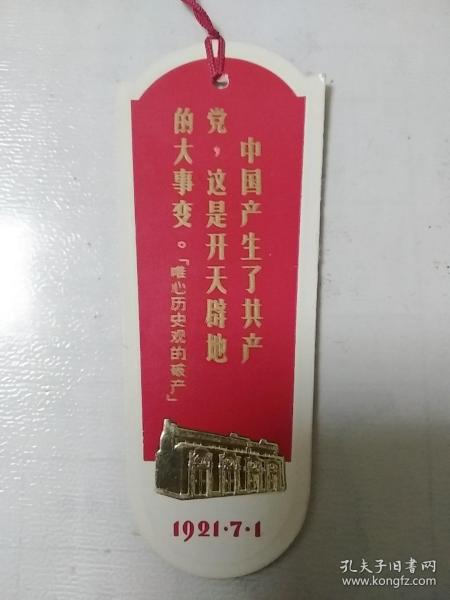 中国产生了共产
党，这是开天辟地
的大事变。「唯心历史观的破产」
1921·7·1
孔夫子旧书网
www.kongfz.com